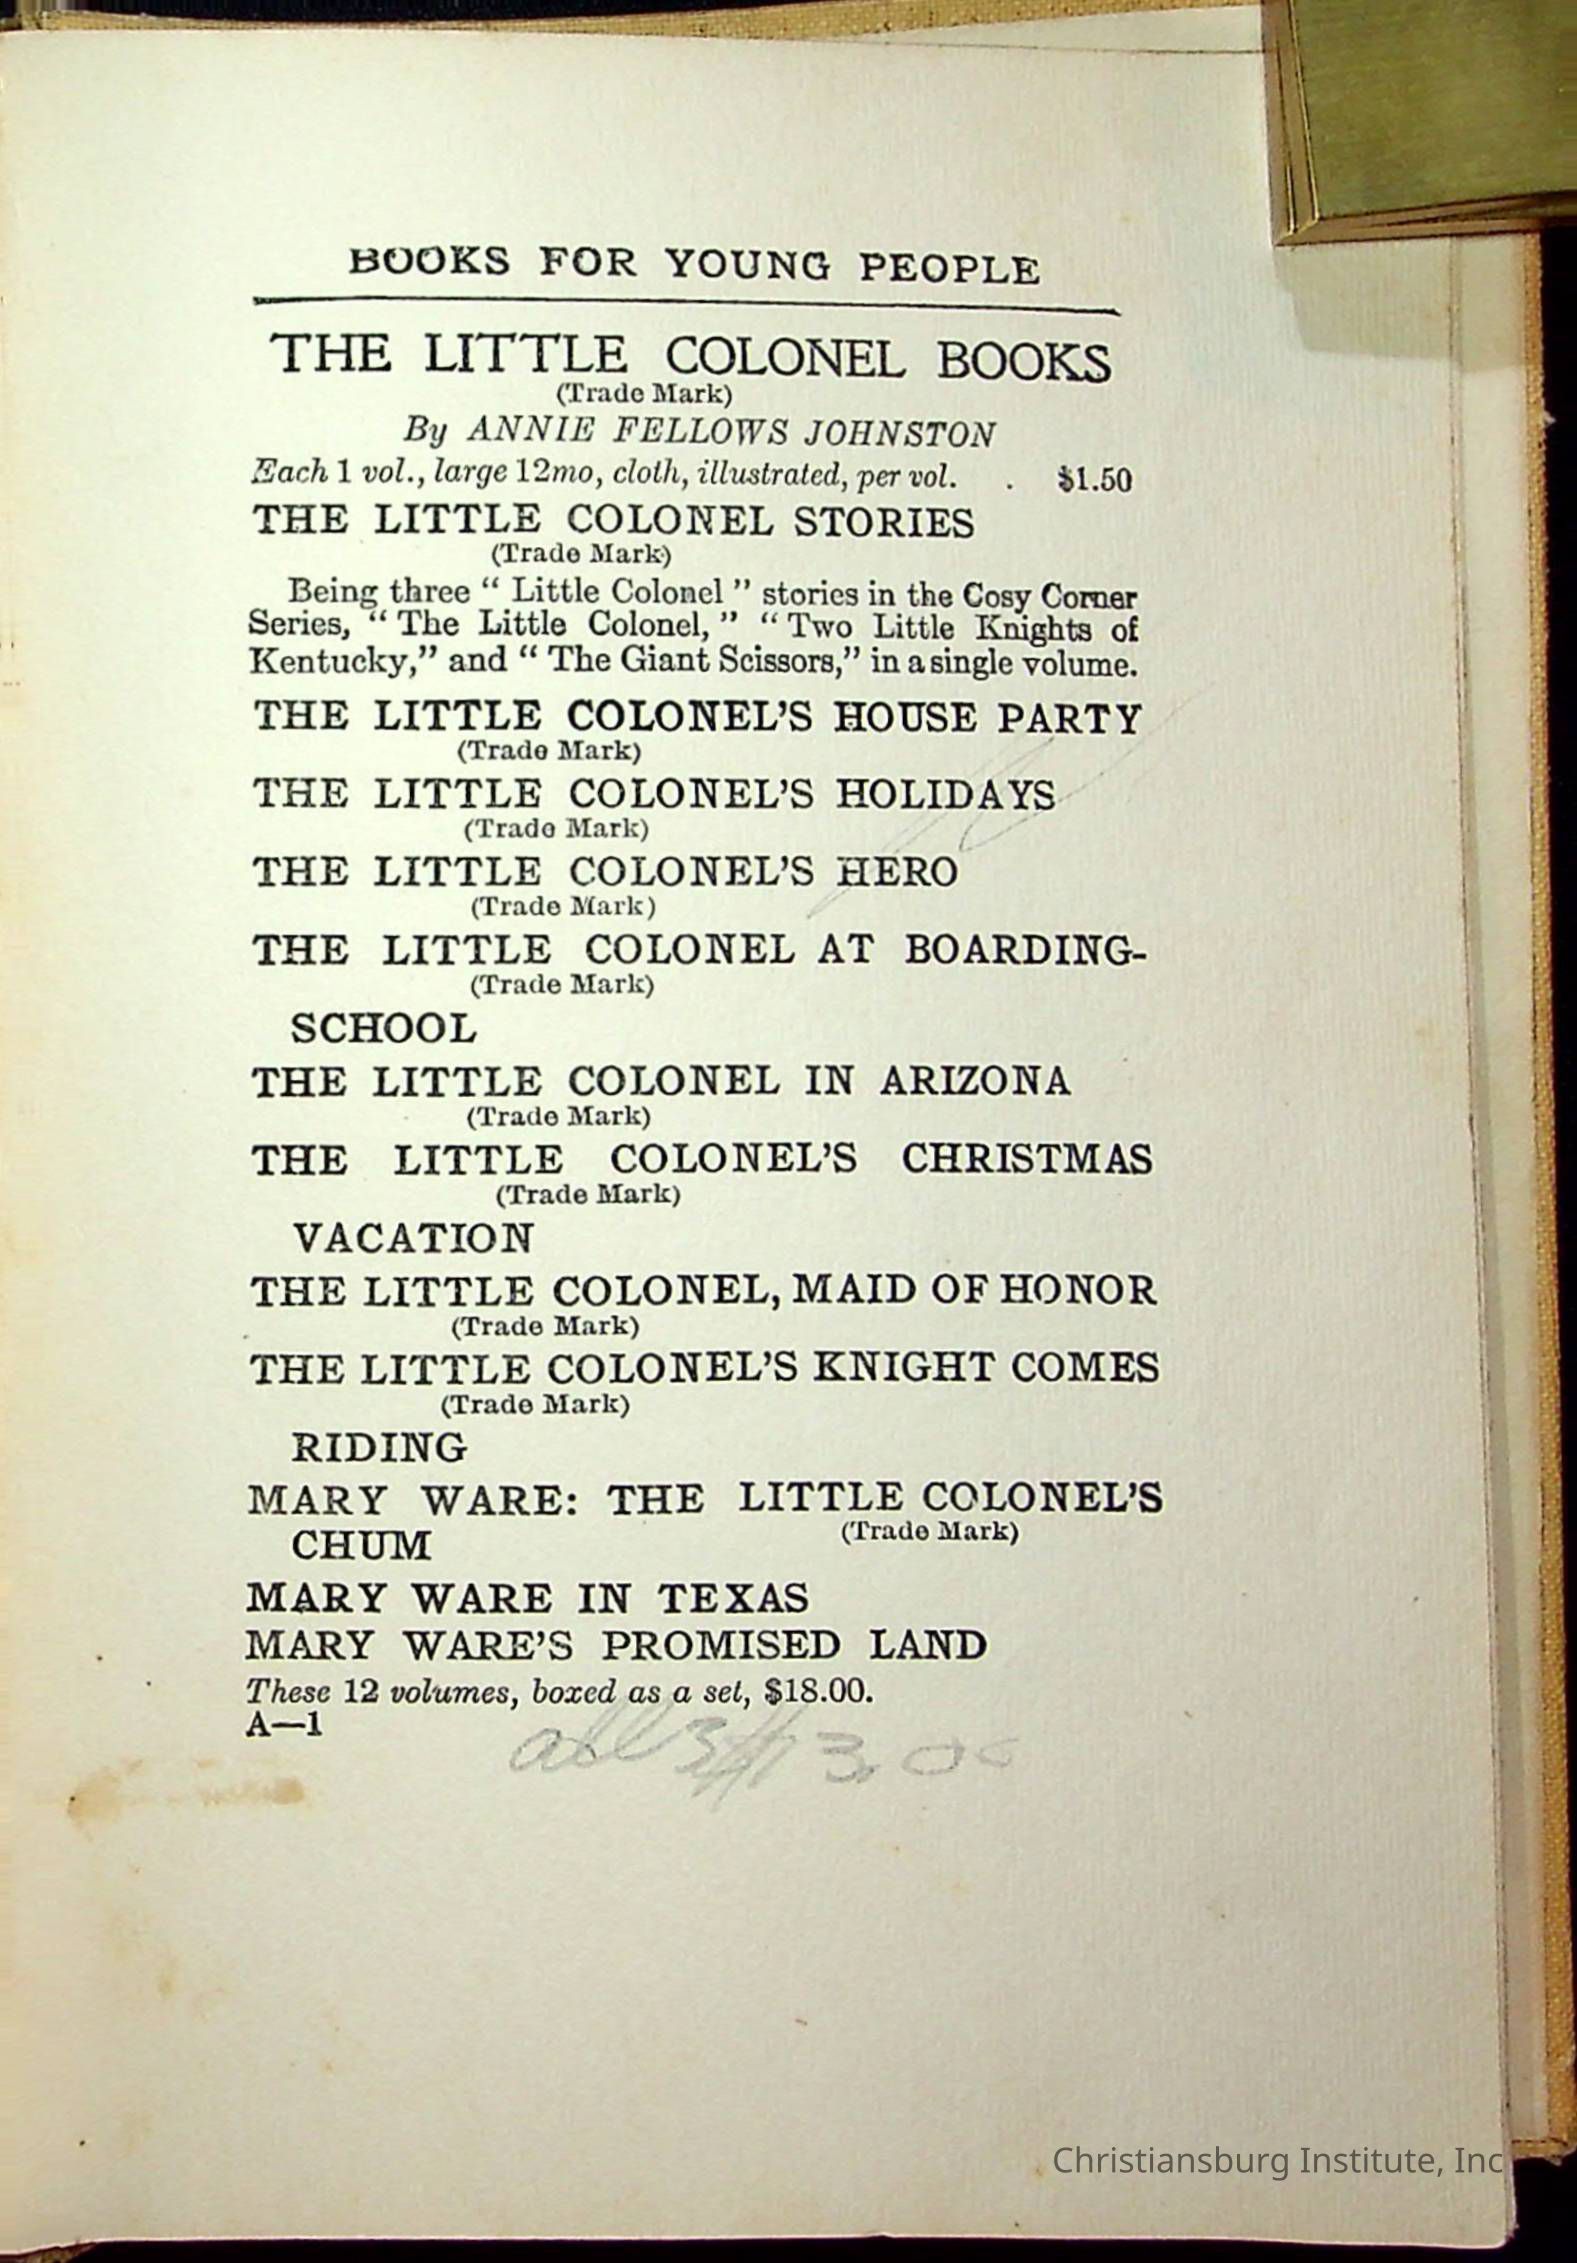 BOOKS FOR YOUNG PEOPLE
THE LITTLE COLONEL BOOKS
(Trade Mark)
By ANNIE FELLOWS JOHNSTON
Each 1 vol., large 12mo, cloth, illustrated, per vol. . $1.50
THE LITTLE COLONEL STORIES
(Trade Mark)
Being three “ Little Colonel ” stories in the Cosy Corner
Series, “ The Little Colonel, ” “ Two Little Knights of
Kentucky,” and “ The Giant Scissors,” in a single volume.
THE LITTLE COLONEL’S HOUSE PARTY
(Trade Mark)
THE LITTLE COLONEL’S HOLIDAYS
(Trade Mark)
THE LITTLE COLONEL’S HERO
(Trade Mark)
THE LITTLE COLONEL AT BOARDING-
(Trade Mark)
SCHOOL
THE LITTLE COLONEL IN ARIZONA
(Trade Mark)
THE LITTLE COLONEL’S CHRISTMAS
(Trade Mark)
VACATION
THE LITTLE COLONEL, MAID OF HONOR
(Trade Mark)
THE LITTLE COLONEL’S KNIGHT COMES
(Trade Mark)
RIDING
MARY WARE: THE LITTLE COLONEL’S
(Trade Mark)
CHUM
MARY WARE IN TEXAS
MARY WARE’S PROMISED LAND
These 12 volumes, boxed as a set, $18.00.
A—1
Christiansburg Institute, Inc